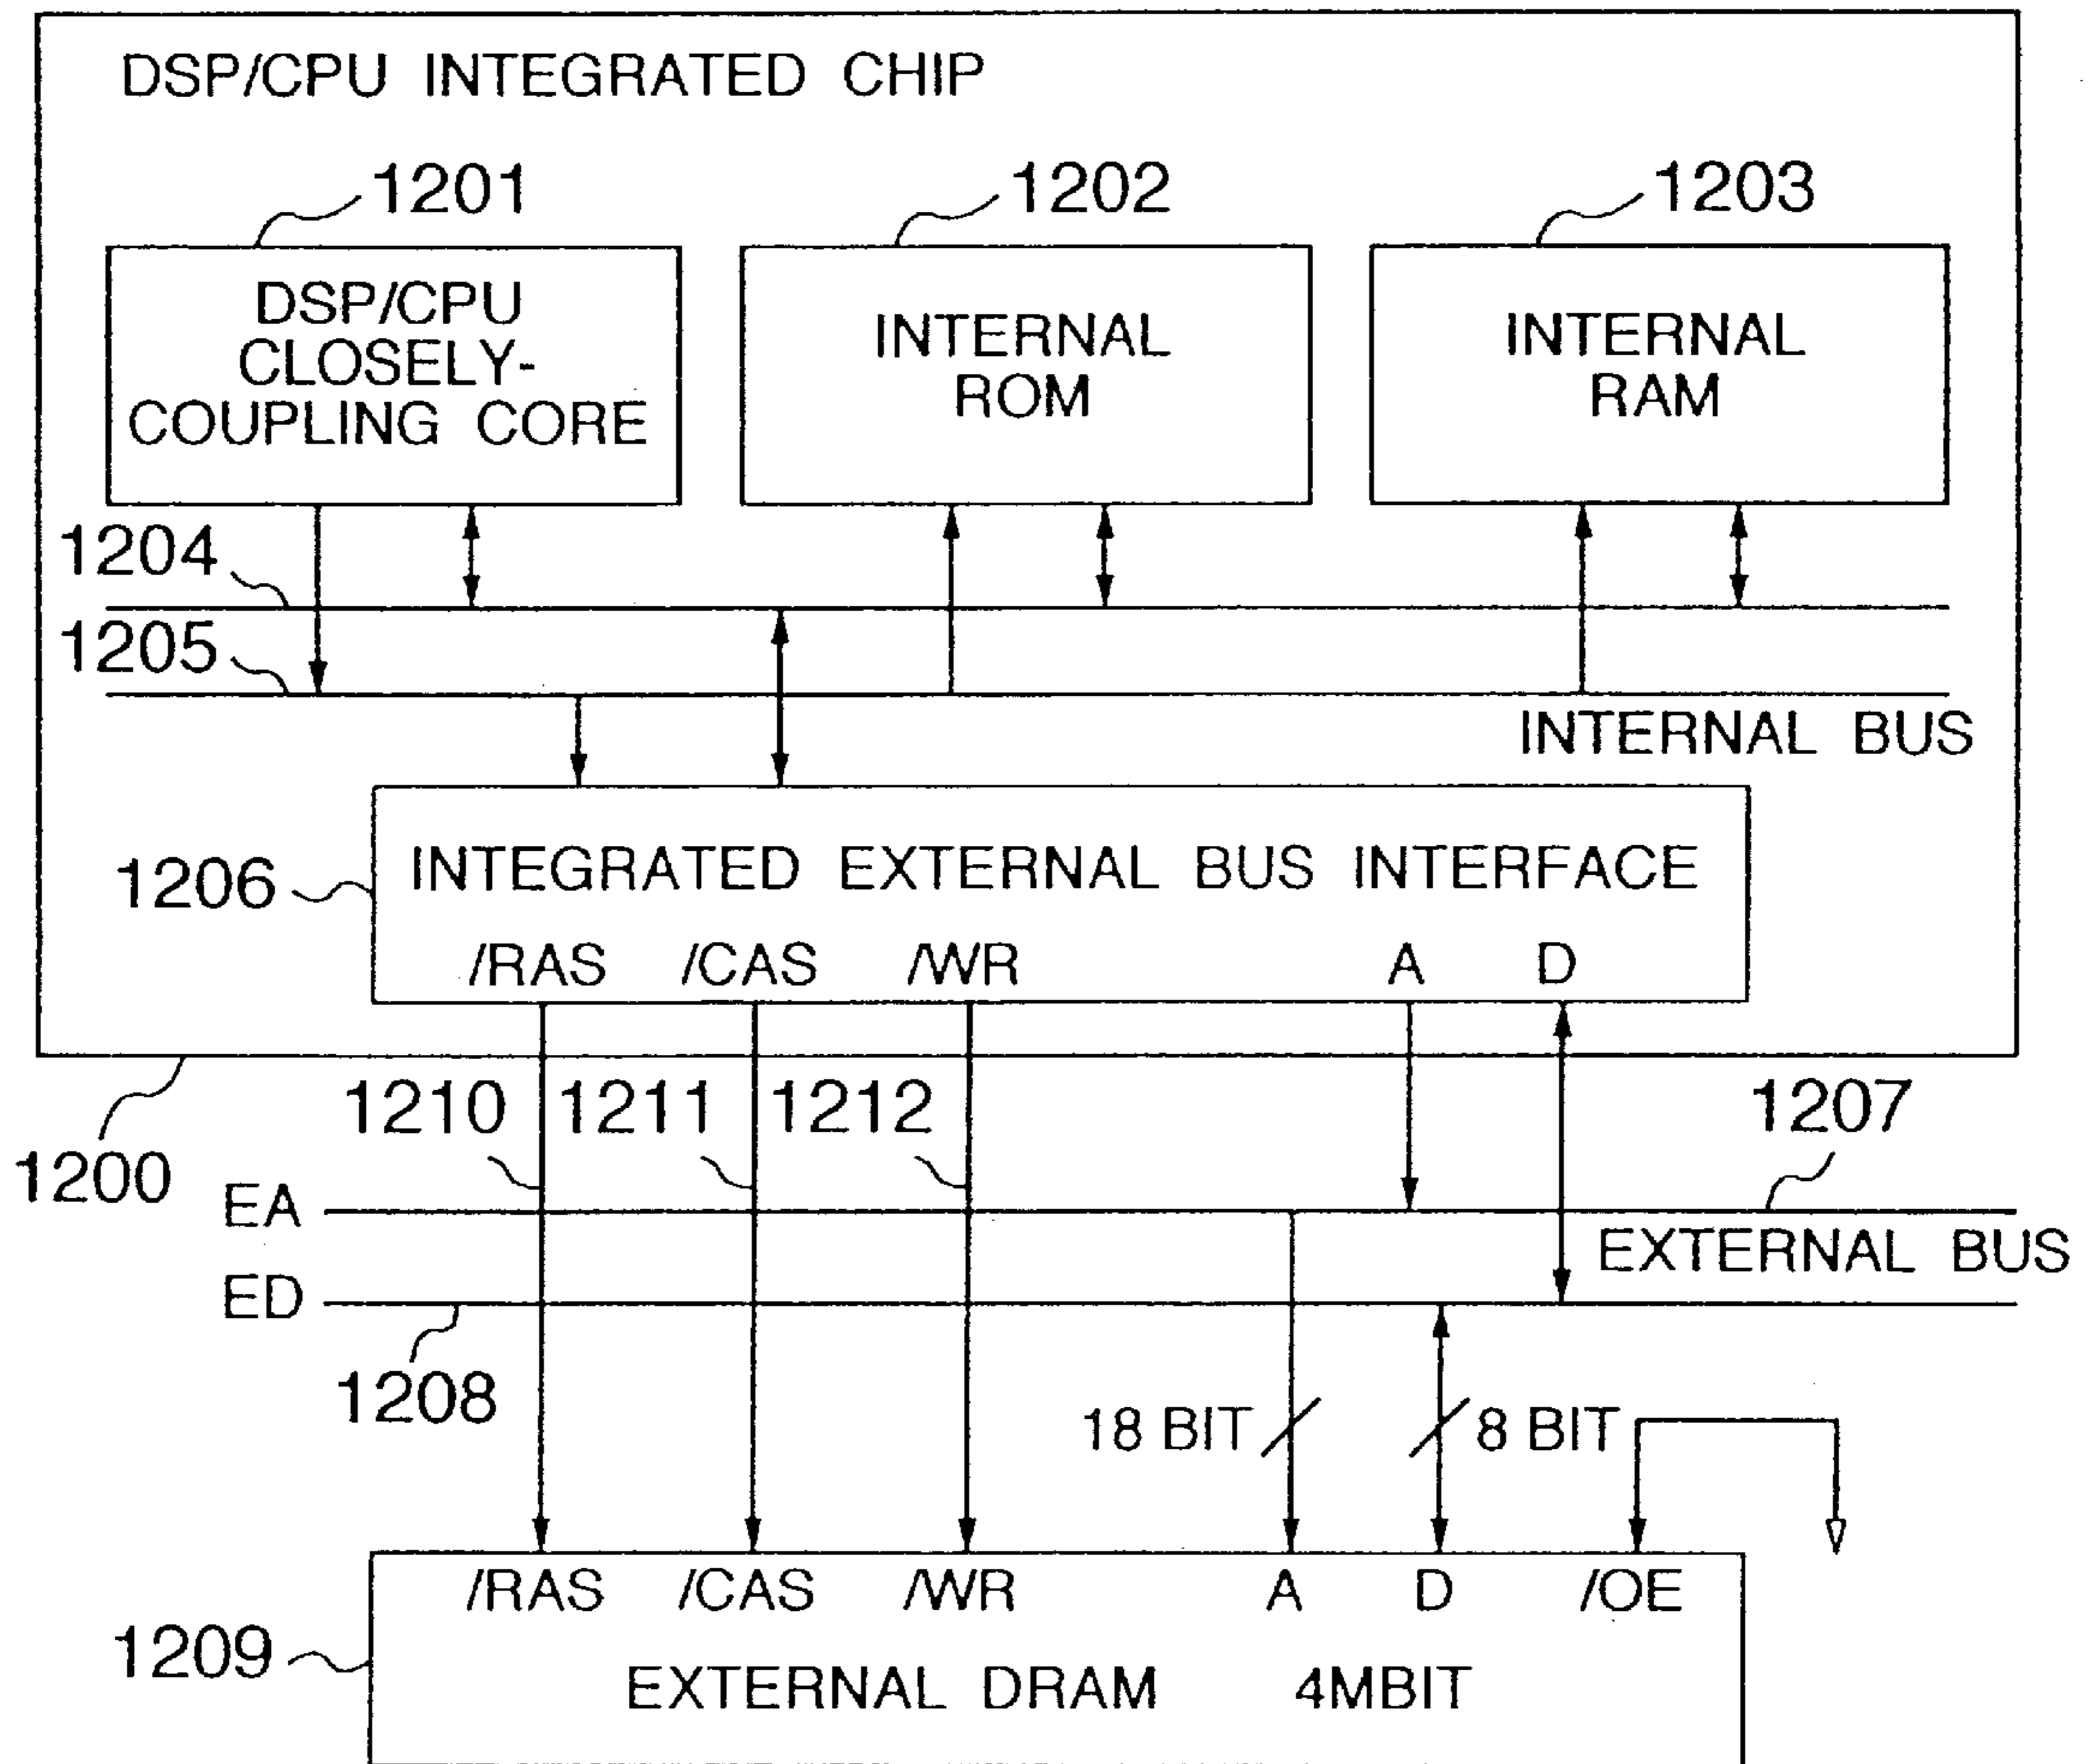 DSP/CPU INTEGRATED CHIP
1201
1202
1203
DSP/CPU
CLOSELY-
COUPLING CORE
INTERNAL
ROM
INTERNAL
RAM
1204
1205
INTERNAL BUS
1206
INTEGRATED EXTERNAL BUS INTERFACE
/RAS /CAS /WR A D
1210 1211 1212 1207
1200
EA
EXTERNAL BUS
ED
1208
18 BIT 8 BIT
/RAS /CAS /WR A D /OE
1209
EXTERNAL DRAM 4MBIT